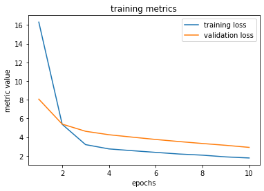 training metrics
training loss
validation loss
metric value
16
14
12
10
8
6
4
2
2 4 6 8 10
epochs